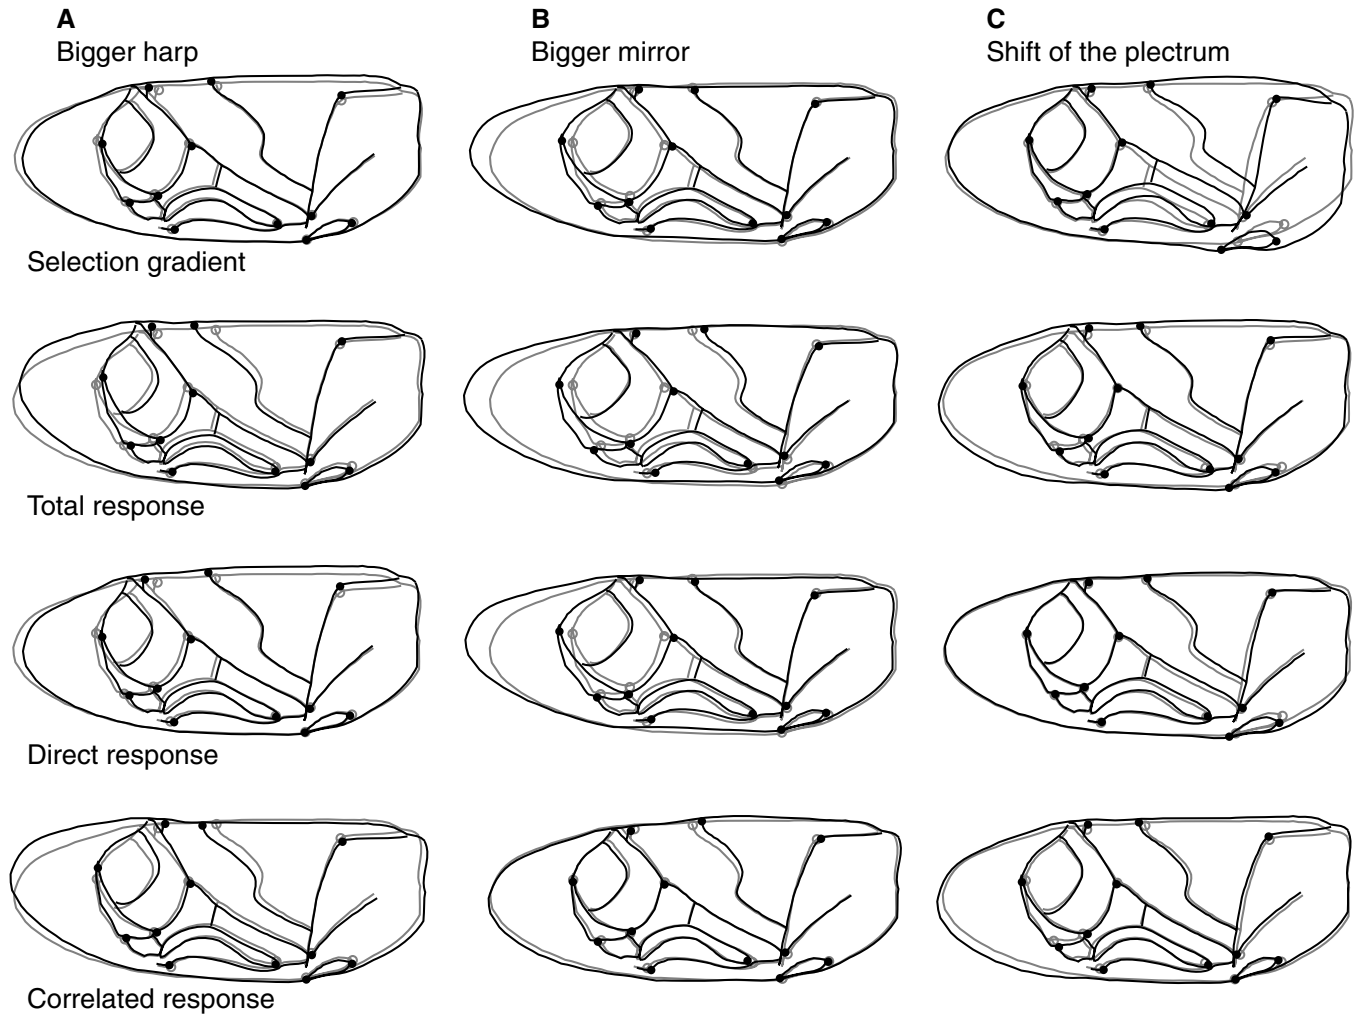 A
Bigger harp
B
Bigger mirror
C
Shift of the plectrum
Selection gradient
Total response
Direct response
Correlated response